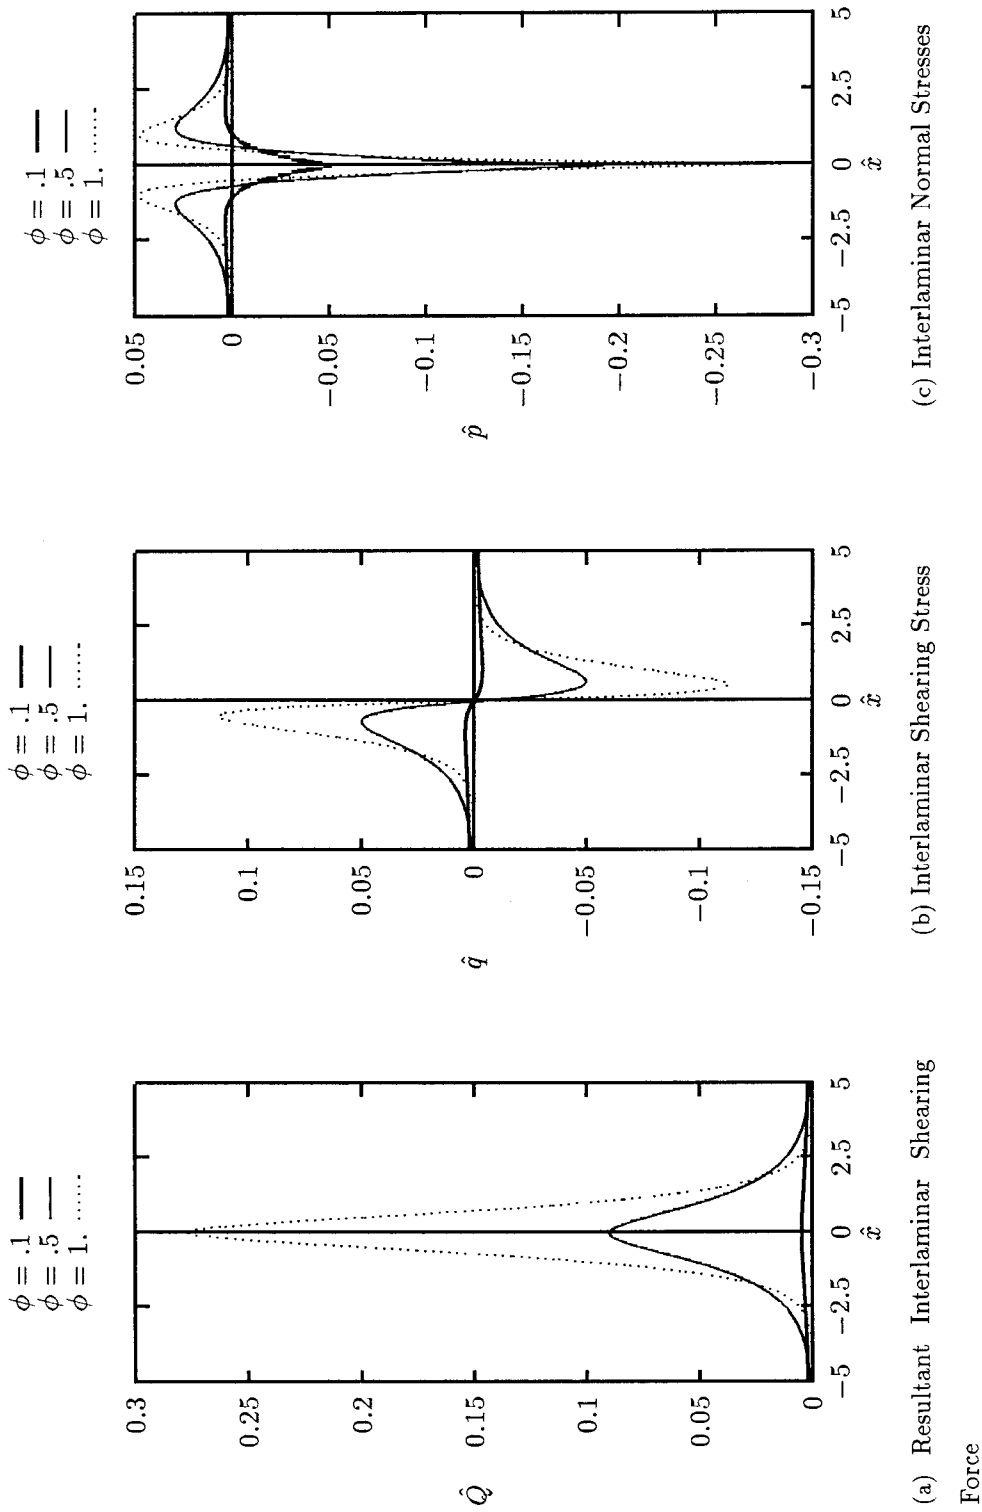 ϕ = .1
ϕ = .5
ϕ = 1.
0.3
0.25
0.2
0.15
0.1
0.05
0
Q̂
−5
−2.5
0
2.5
5
x̂
(a) Resultant Interlaminar Shearing
Force
ϕ = .1
ϕ = .5
ϕ = 1.
0.15
0.1
0.05
0
−0.05
−0.1
−0.15
q̂
−5
−2.5
0
2.5
5
x̂
(b) Interlaminar Shearing Stress
ϕ = .1
ϕ = .5
ϕ = 1.
0.05
0
−0.05
−0.1
−0.15
−0.2
−0.25
−0.3
p̂
−5
−2.5
0
2.5
5
x̂
(c) Interlaminar Normal Stresses